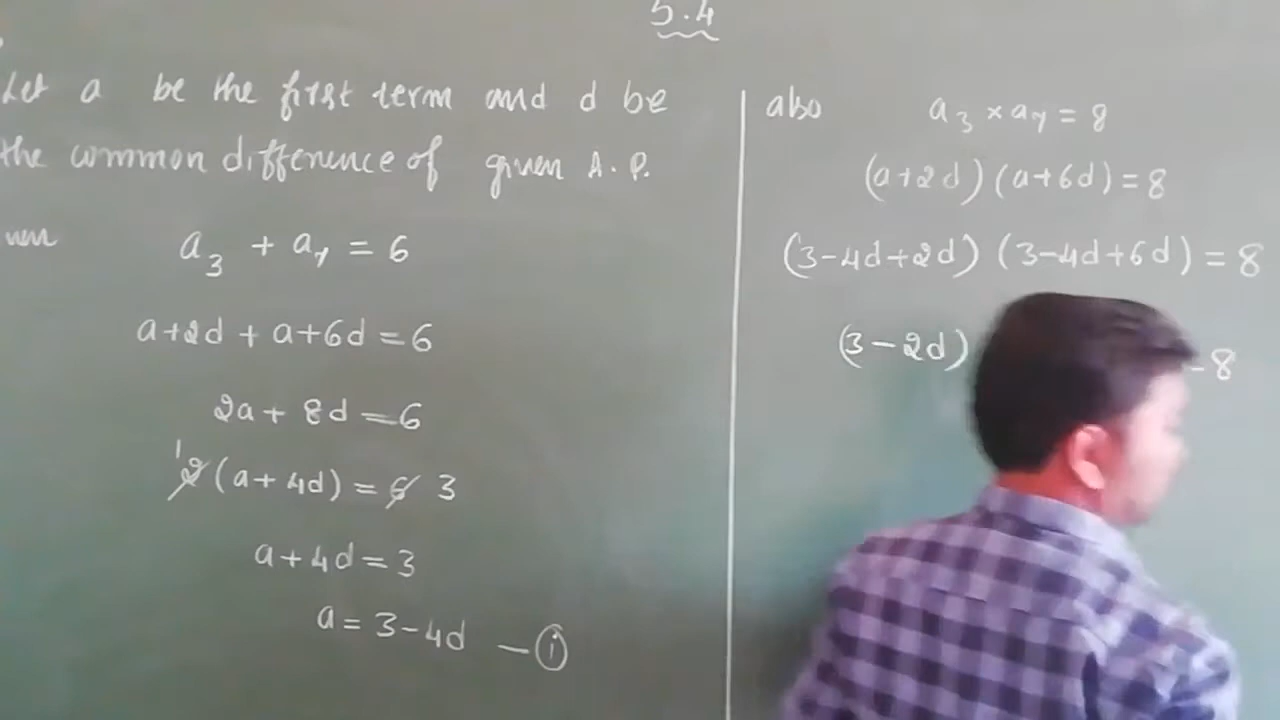 5.4
Let a be the first term and d be
the common difference of given A.P.
a₃ + a₇ = 6
a+2d + a+6d = 6
2a + 8d = 6
1
2 (a + 4d) = 6 3
a + 4d = 3
a = 3 - 4d - ①
also a₃ × a₇ = 8
(a+2d) (a+6d) = 8
(3-4d+2d) (3-4d+6d) = 8
(3-2d) 8